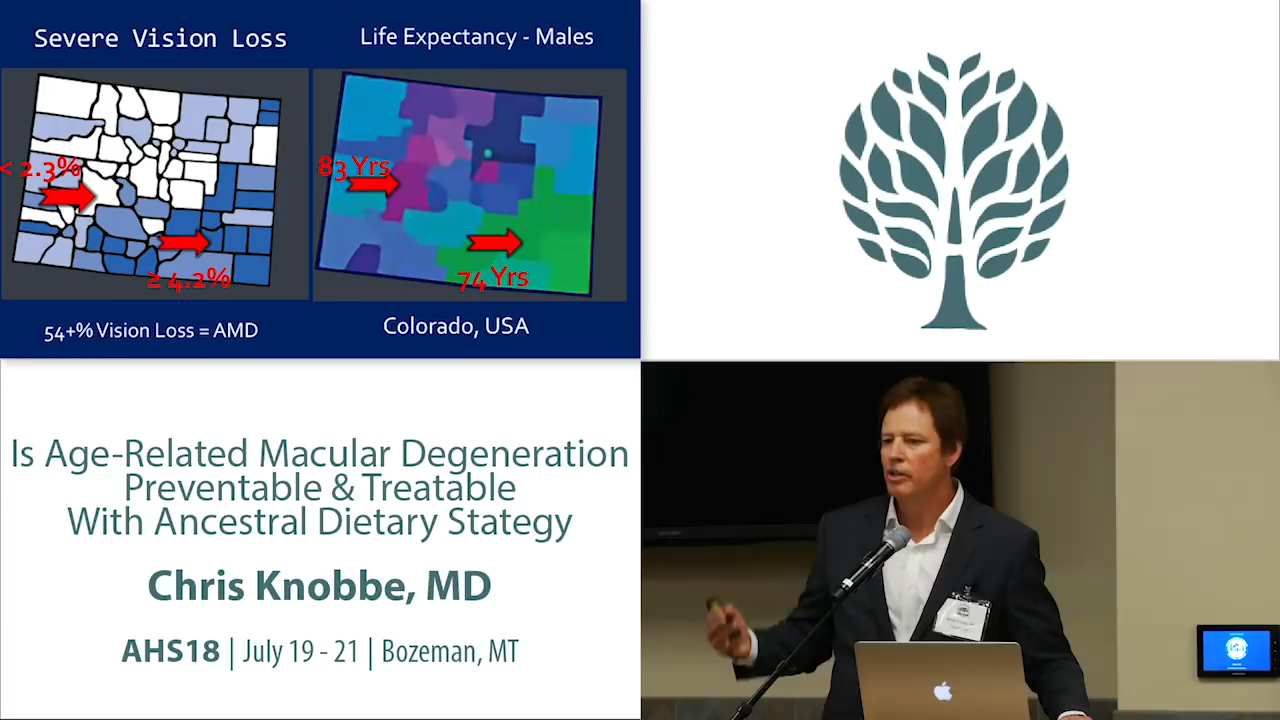 Severe Vision Loss
Life Expectancy - Males
< 2.3%
83 Yrs
≥ 4.2%
74 Yrs
54+% Vision Loss = AMD
Colorado, USA
Is Age-Related Macular Degeneration
Preventable & Treatable
With Ancestral Dietary Stategy
Chris Knobbe, MD
AHS18 | July 19 - 21 | Bozeman, MT